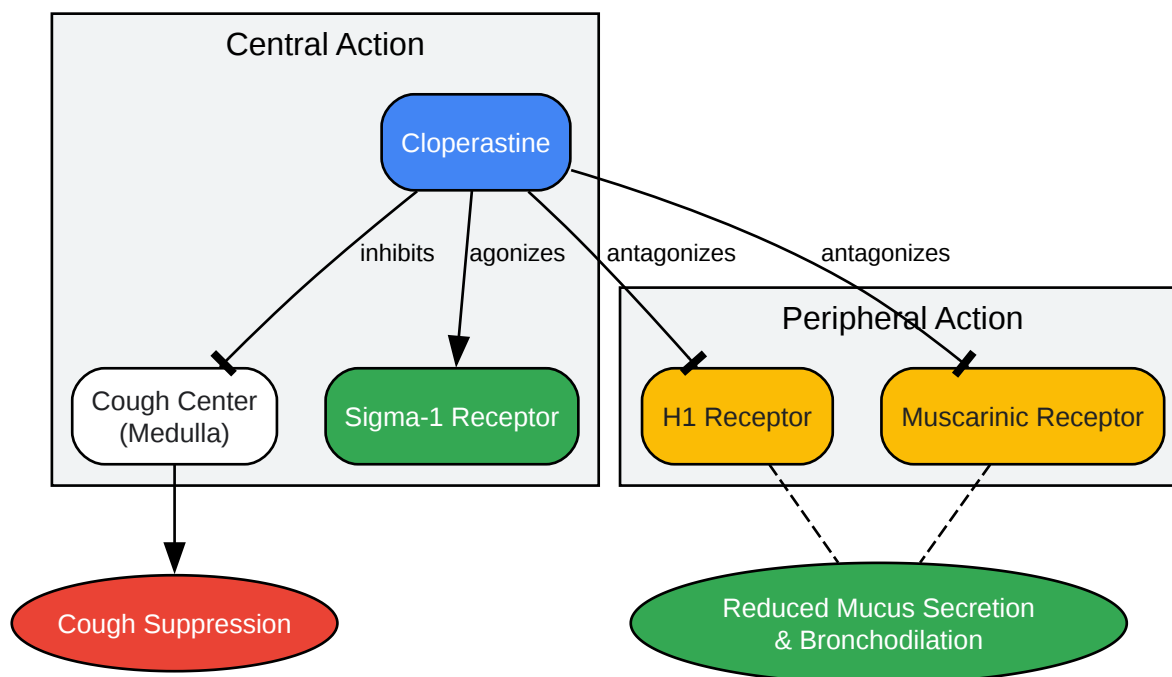 Central Action
Cloperastine
inhibits
agonizes
antagonizes
antagonizes
Peripheral Action
Cough Center
(Medulla)
Sigma-1 Receptor
H1 Receptor
Muscarinic Receptor
Cough Suppression
Reduced Mucus Secretion
& Bronchodilation